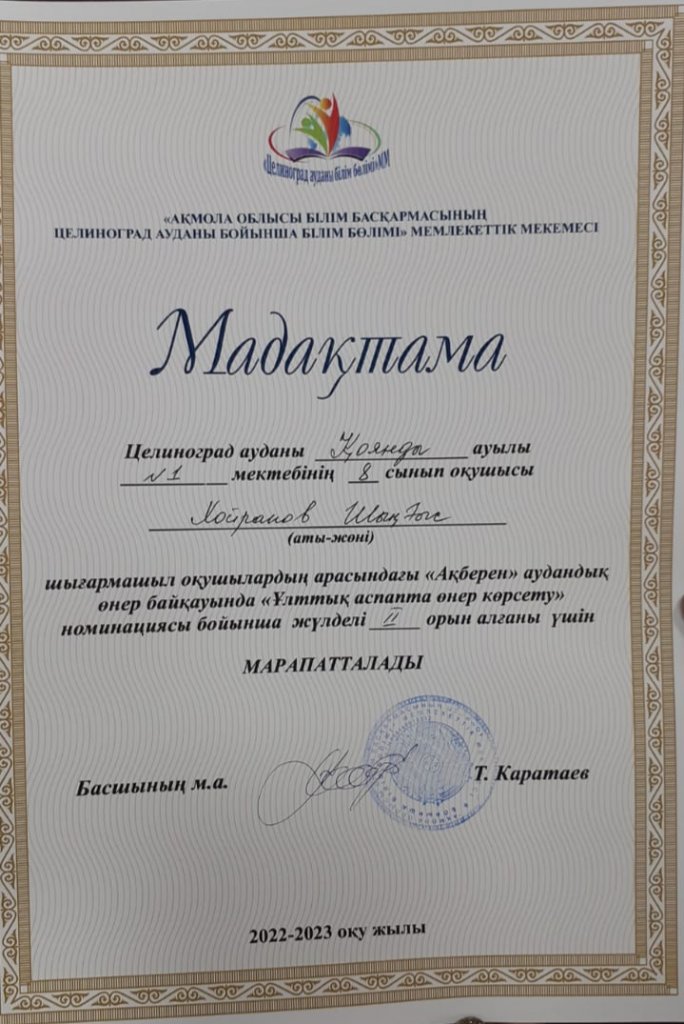 «Целиноград ауданы білім бөлімі»ММ
«АҚМОЛА ОБЛЫСЫ БІЛІМ БАСҚАРМАСЫНЫҢ
ЦЕЛИНОГРАД АУДАНЫ БОЙЫНША БІЛІМ БӨЛІМІ» МЕМЛЕКЕТТІК МЕКЕМЕСІ
Мадақтама
Целиноград ауданы Қоянды ауылы
№1 мектебінің 8 сынып оқушысы
Хойранов Шыңғыс
(аты-жөні)
шығармашыл оқушылардың арасындағы «Ақберен» аудандық
өнер байқауында «Ұлттық аспапта өнер көрсету»
номинациясы бойынша жүлделі II орын алғаны үшін
МАРАПАТТАЛАДЫ
Басшының м.а. Т. Каратаев
2022-2023 оқу жылы